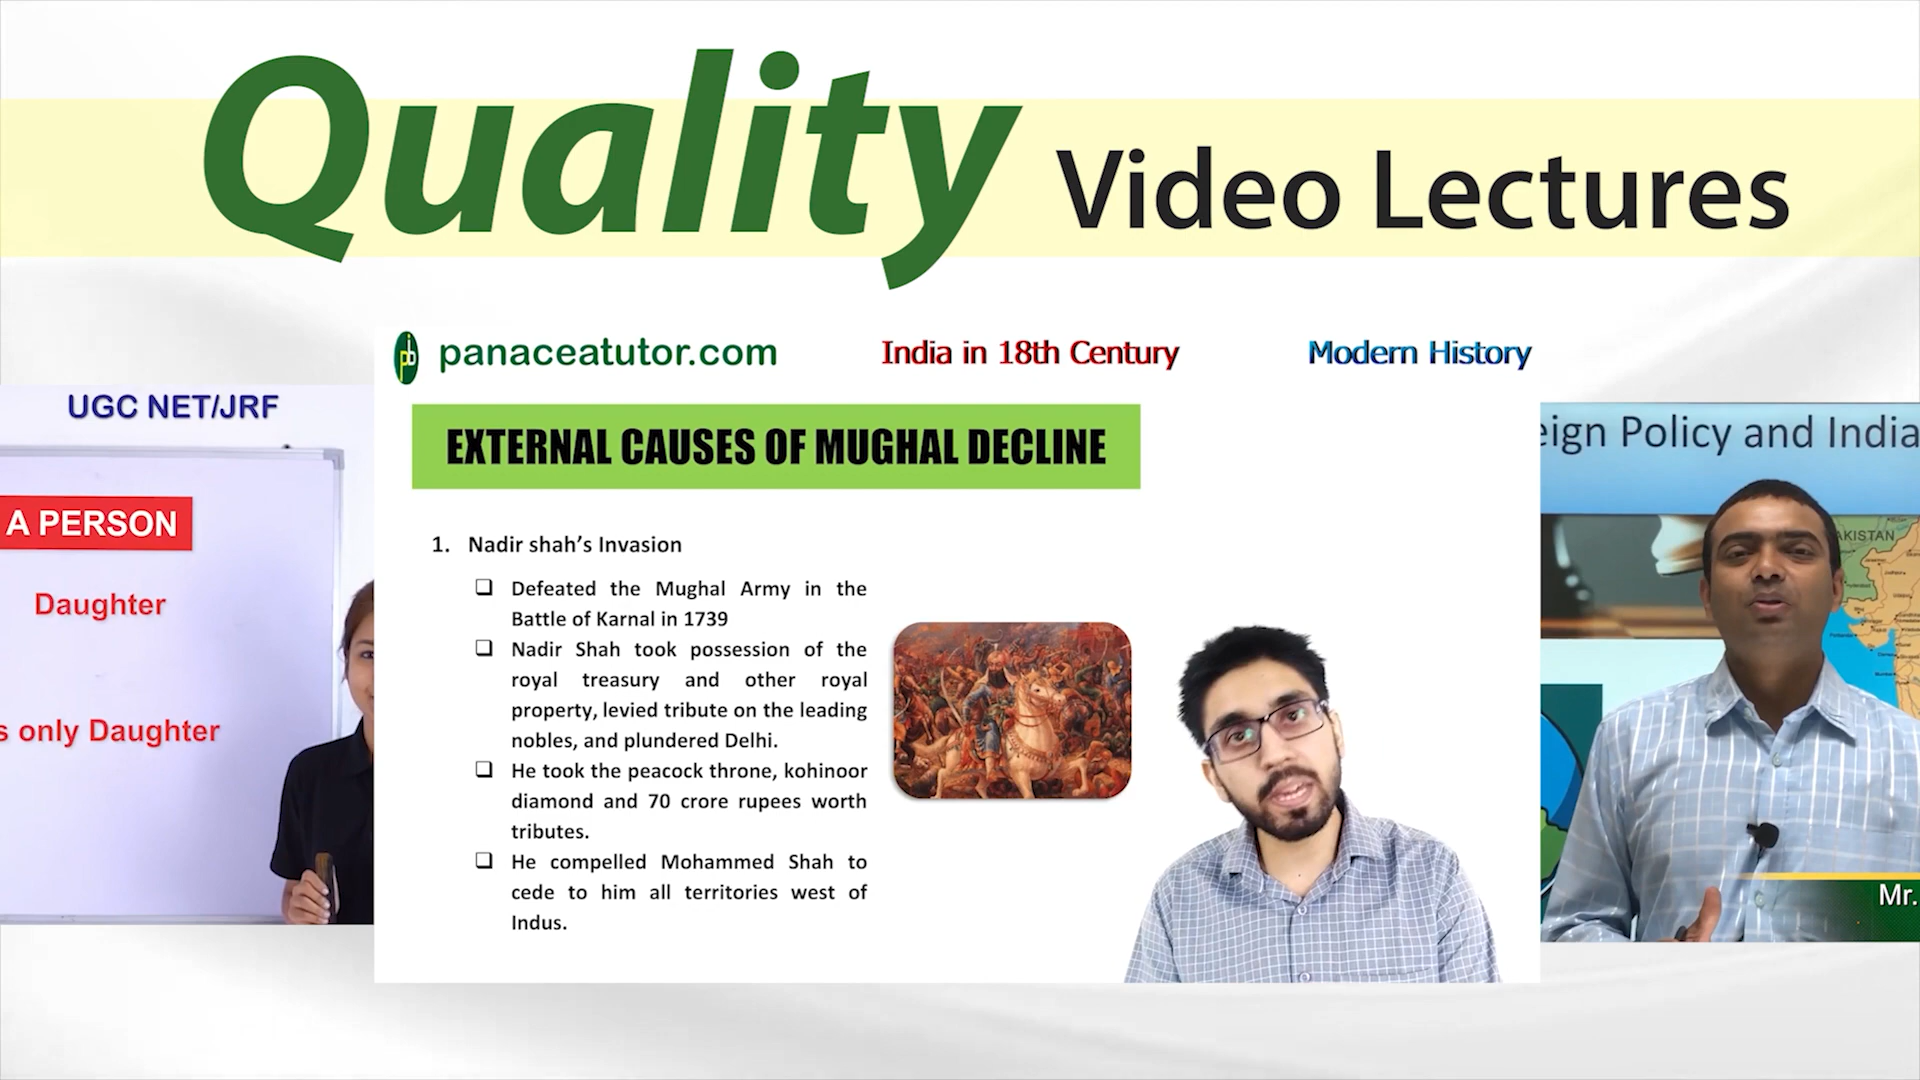 Quality Video Lectures
panaceatutor.com India in 18th Century Modern History
UGC NET/JRF
A PERSON
Daughter
only Daughter
EXTERNAL CAUSES OF MUGHAL DECLINE
1. Nadir shah’s Invasion
❑ Defeated the Mughal Army in the
Battle of Karnal in 1739
❑ Nadir Shah took possession of the
royal treasury and other royal
property, levied tribute on the leading
nobles, and plundered Delhi.
❑ He took the peacock throne, kohinoor
diamond and 70 crore rupees worth
tributes.
❑ He compelled Mohammed Shah to
cede to him all territories west of
Indus.
eign Policy and India
AKISTAN
Mr.